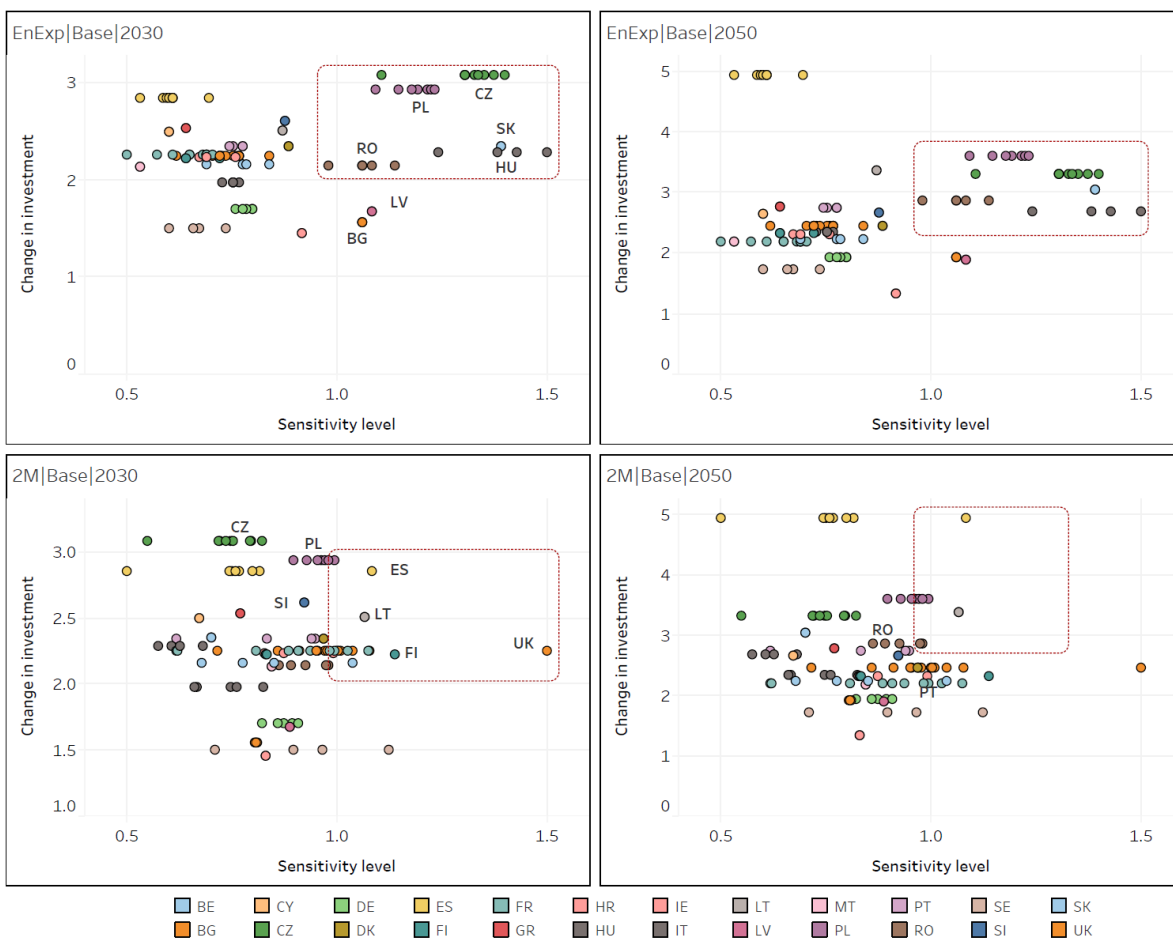 EnExp|Base|2030
Change in investment
3
2
1
0
PL
CZ
RO
SK
HU
LV
BG
0.5 1.0 1.5
Sensitivity level
EnExp|Base|2050
Change in investment
5
4
3
2
1
0
0.5 1.0 1.5
Sensitivity level
2M|Base|2030
Change in investment
3.0
2.5
2.0
1.5
1.0
CZ
PL
ES
SI
LT
UK
FI
0.5 1.0 1.5
Sensitivity level
2M|Base|2050
Change in investment
5
4
3
2
1
0
RO
PT
0.5 1.0 1.5
Sensitivity level
BE CY DE ES FR HR IE LT MT PT SE SK
BG CZ DK FI GR HU IT LV PL RO SI UK